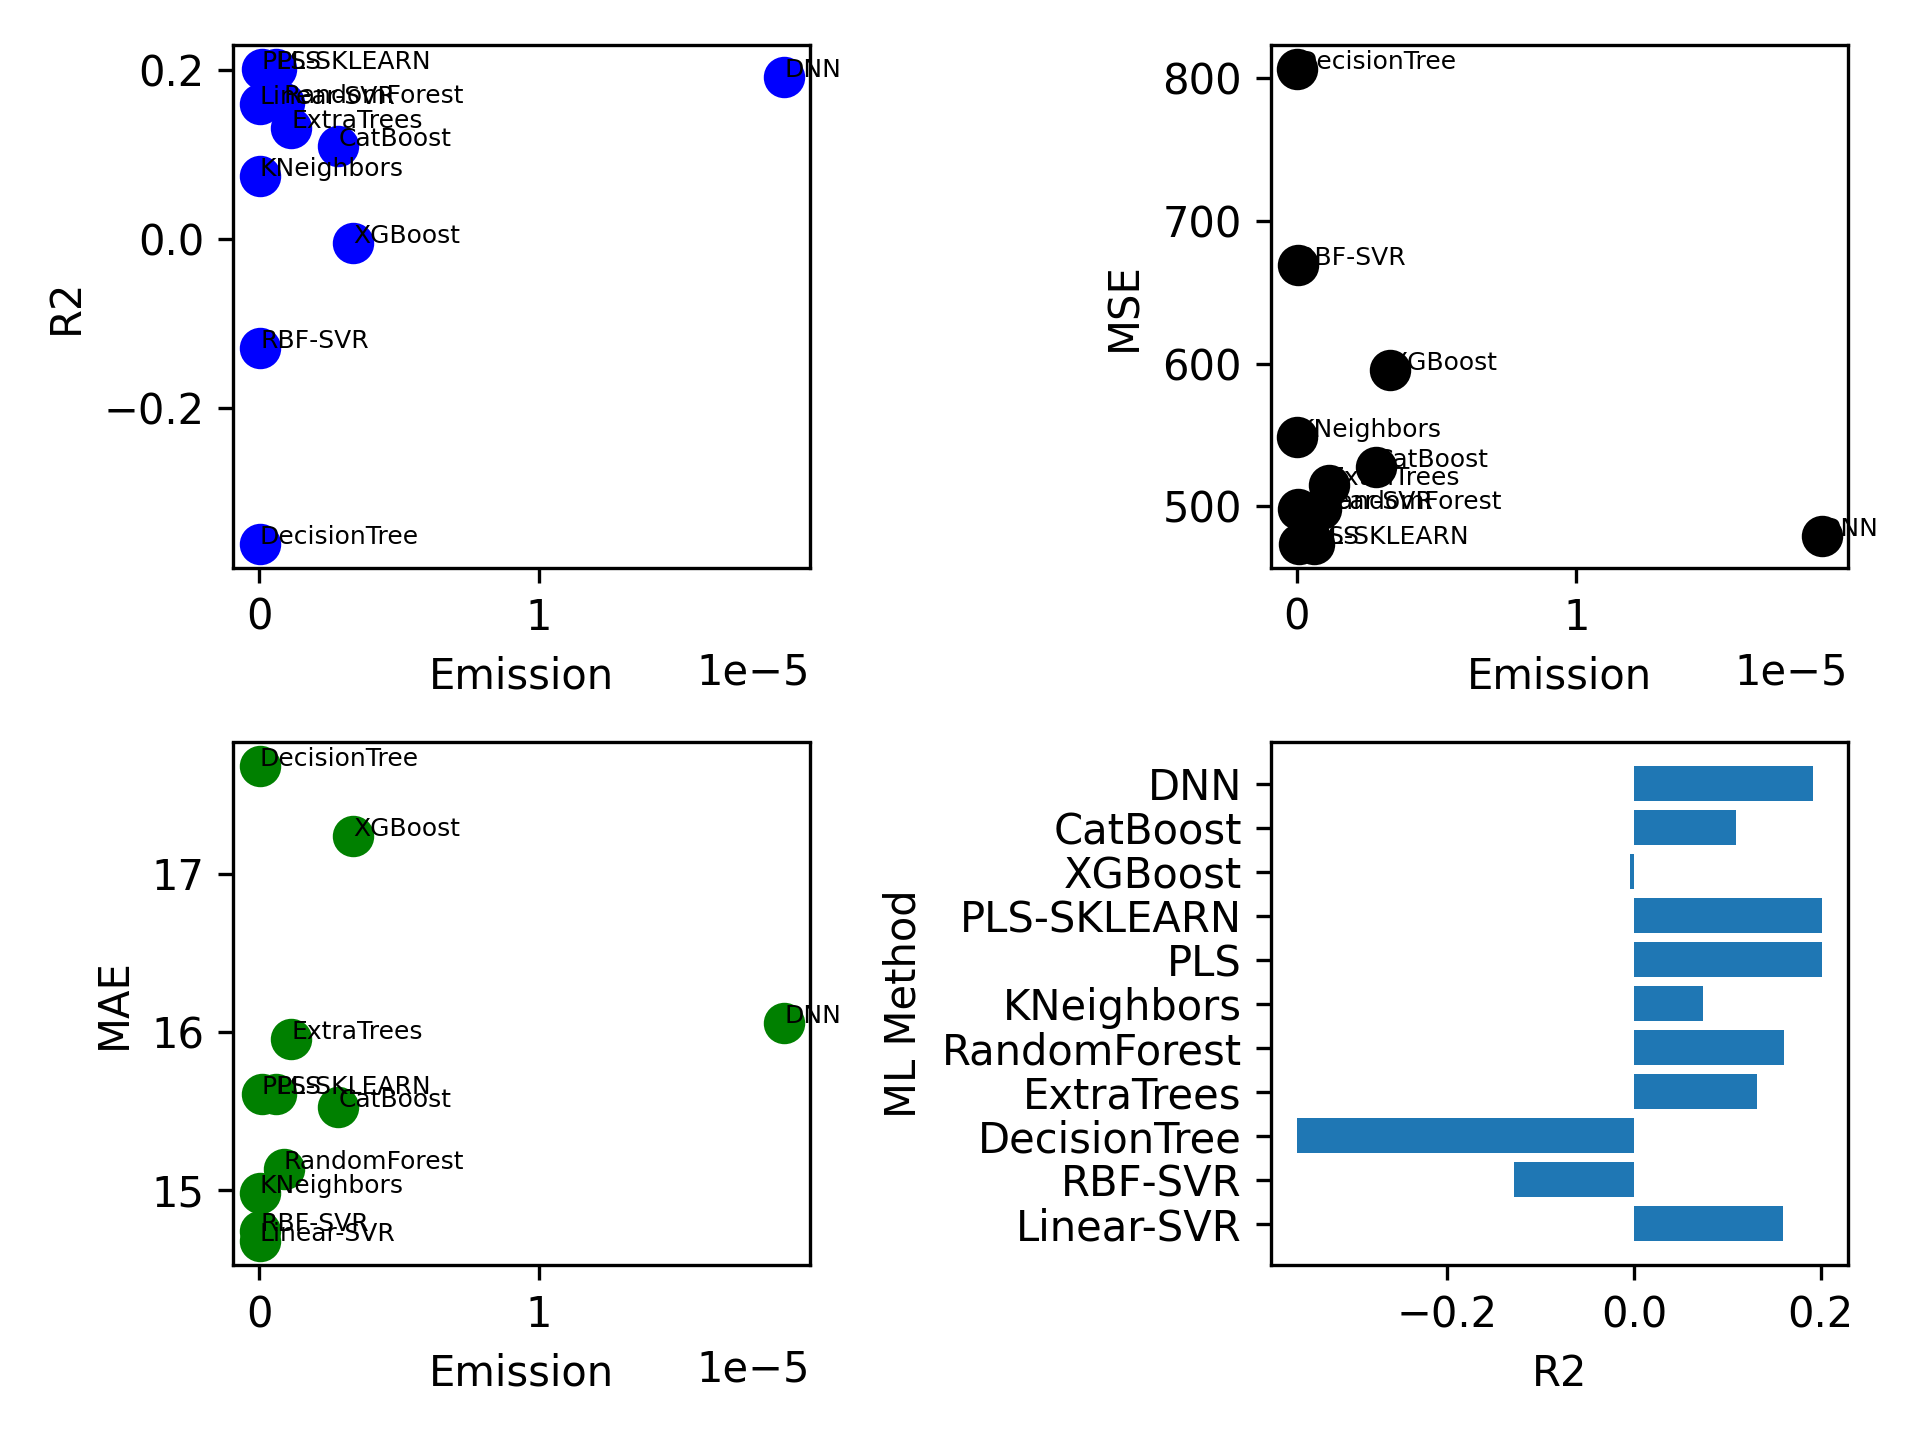 0.2
0.0
−0.2
R2
PLS
PLS-SKLEARN
DNN
Linear-SVR
RandomForest
ExtraTrees
CatBoost
KNeighbors
XGBoost
RBF-SVR
DecisionTree
0
1
Emission
1e−5
800
700
600
500
MSE
DecisionTree
RBF-SVR
XGBoost
KNeighbors
CatBoost
ExtraTrees
RandomForest
PLS-SKLEARN
DNN
0
1
Emission
1e−5
17
16
15
MAE
DecisionTree
XGBoost
DNN
ExtraTrees
PLS
PLS-SKLEARN
CatBoost
RandomForest
KNeighbors
RBF-SVR
Linear-SVR
0
1
Emission
1e−5
ML Method
DNN
CatBoost
XGBoost
PLS-SKLEARN
PLS
KNeighbors
RandomForest
ExtraTrees
DecisionTree
RBF-SVR
Linear-SVR
−0.2
0.0
0.2
R2